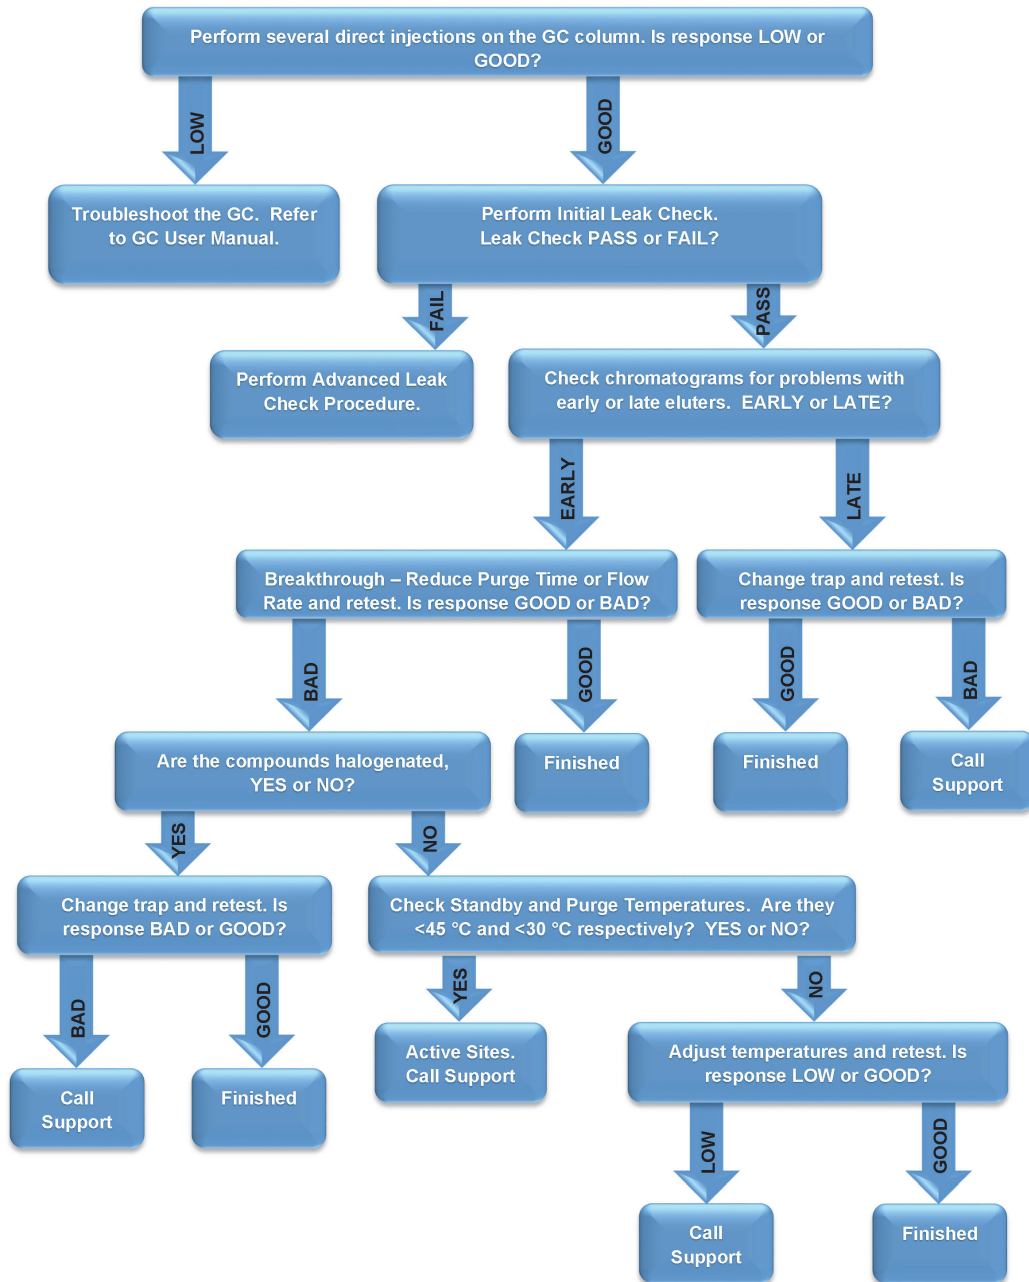 Perform several direct injections on the GC column. Is response LOW or
GOOD?
LOW
GOOD
Troubleshoot the GC. Refer
to GC User Manual.
Perform Initial Leak Check.
Leak Check PASS or FAIL?
FAIL
PASS
Perform Advanced Leak
Check Procedure.
Check chromatograms for problems with
early or late eluters. EARLY or LATE?
EARLY
LATE
Breakthrough – Reduce Purge Time or Flow
Rate and retest. Is response GOOD or BAD?
Change trap and retest. Is
response GOOD or BAD?
BAD
GOOD
GOOD
BAD
Are the compounds halogenated,
YES or NO?
Finished
Finished
Call
Support
YES
NO
Change trap and retest. Is
response BAD or GOOD?
Check Standby and Purge Temperatures. Are they
<45 °C and <30 °C respectively? YES or NO?
BAD
GOOD
YES
NO
Call
Support
Finished
Active Sites.
Call Support
Adjust temperatures and retest. Is
response LOW or GOOD?
LOW
GOOD
Call
Support
Finished